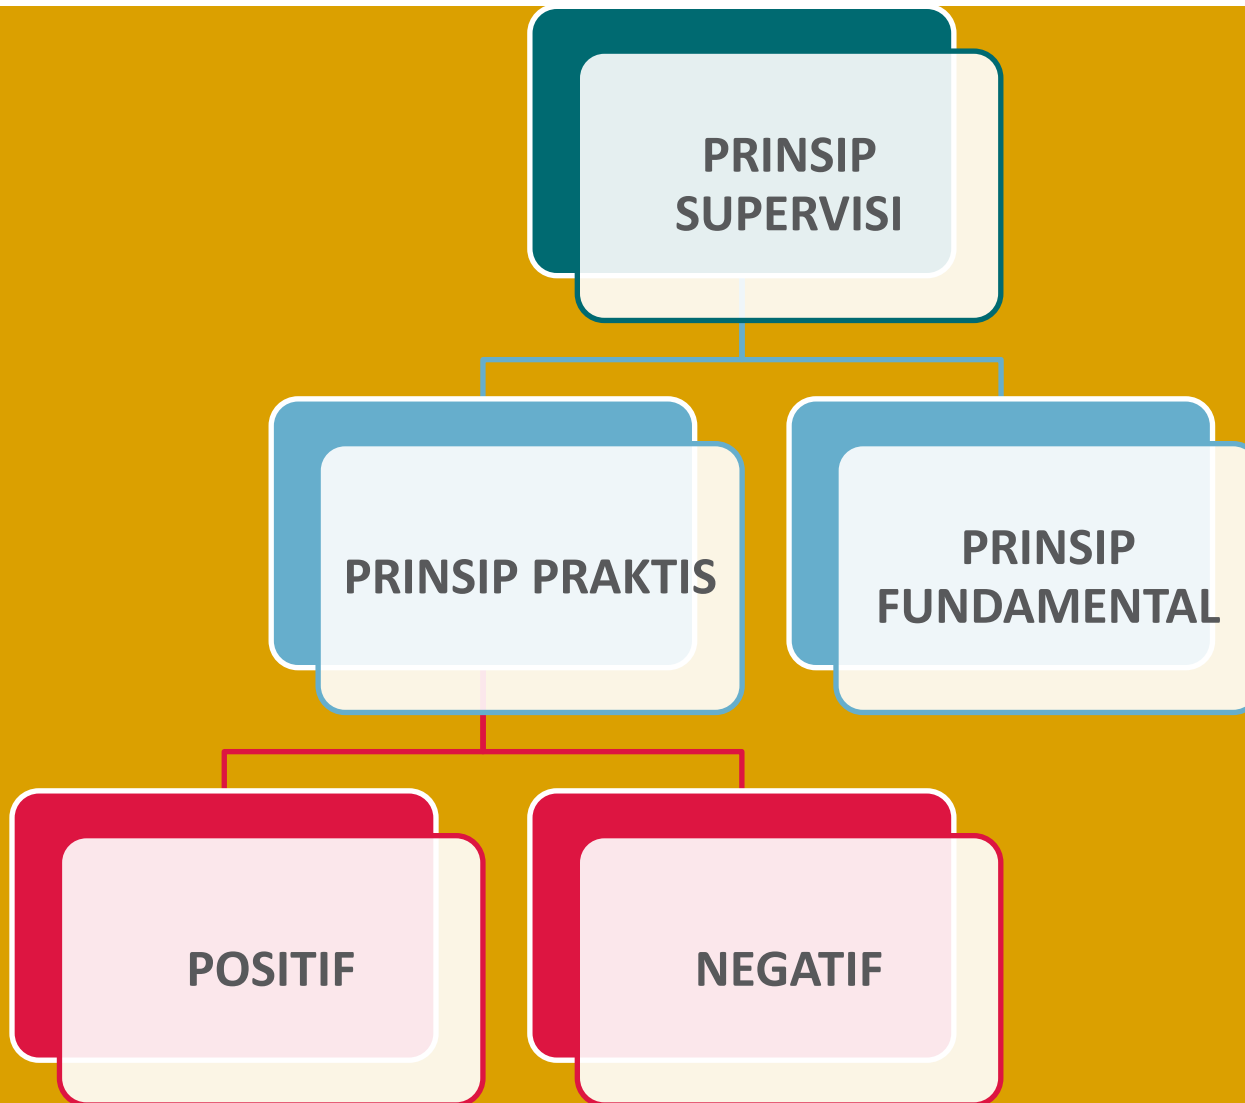 PRINSIP
SUPERVISI
PRINSIP PRAKTIS
PRINSIP
FUNDAMENTAL
POSITIF
NEGATIF